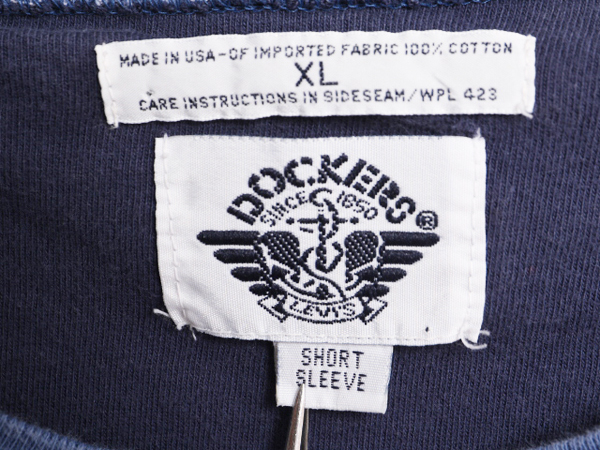 MADE IN USA-OF IMPORTED FABRIC 100% COTTON
XL
CARE INSTRUCTIONS IN SIDESEAM/WPL 423
DOCKERS®
SINCE 1850
LEVI'S
SHORT
SLEEVE